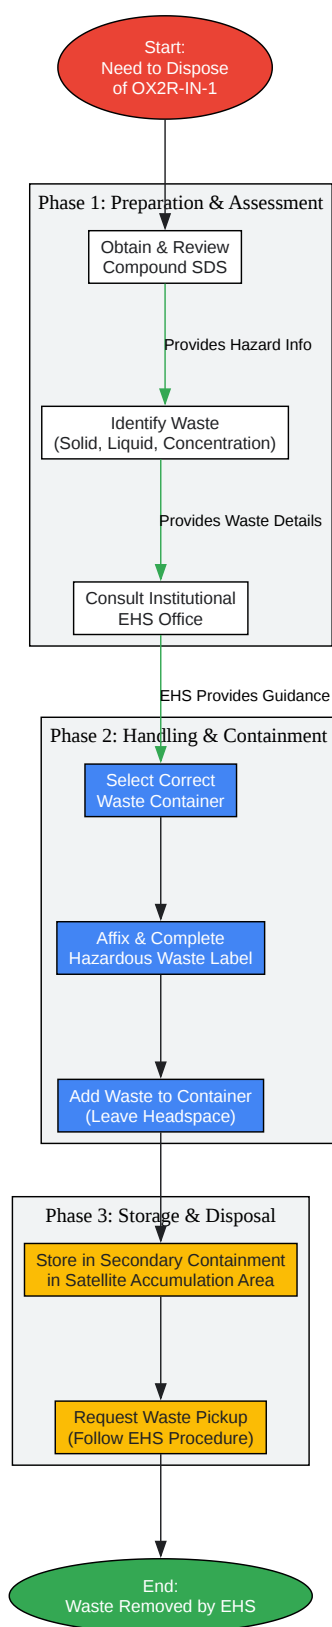 Start:
Need to Dispose
of OX2R-IN-1
Phase 1: Preparation & Assessment
Obtain & Review
Compound SDS
Provides Hazard Info
Identify Waste
(Solid, Liquid, Concentration)
Provides Waste Details
Consult Institutional
EHS Office
EHS Provides Guidance
Phase 2: Handling & Containment
Select Correct
Waste Container
Affix & Complete
Hazardous Waste Label
Add Waste to Container
(Leave Headspace)
Phase 3: Storage & Disposal
Store in Secondary Containment
in Satellite Accumulation Area
Request Waste Pickup
(Follow EHS Procedure)
End:
Waste Removed by EHS